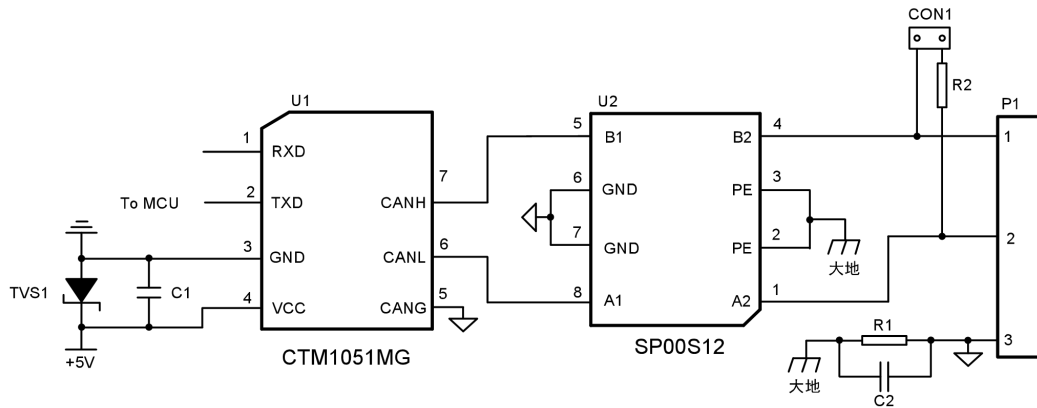 CON1
R2
U1
U2
P1
1
RXD
5
B1
B2
4
1
7
6
GND
PE
3
To MCU
2
TXD
CANH
3
GND
CANL
6
7
GND
PE
2
2
大地
TVS1
C1
4
VCC
CANG
5
8
A1
A2
1
+5V
CTM1051MG
SP00S12
R1
3
大地
C2